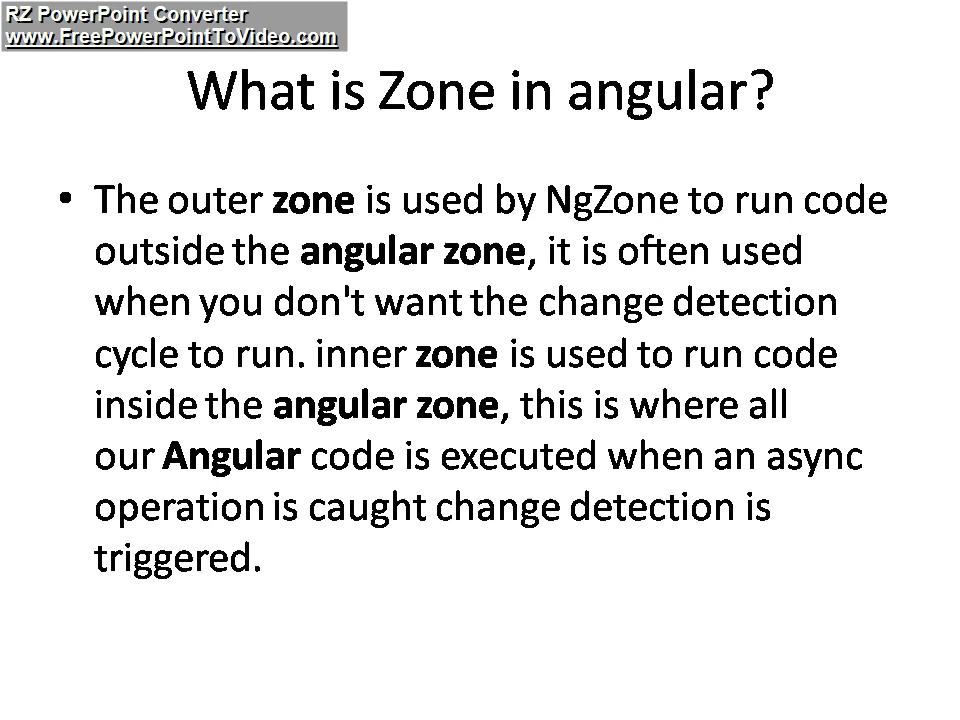 RZ PowerPoint Converter
www.FreePowerPointToVideo.com
What is Zone in angular?
• The outer zone is used by NgZone to run code
outside the angular zone, it is often used
when you don't want the change detection
cycle to run. inner zone is used to run code
inside the angular zone, this is where all
our Angular code is executed when an async
operation is caught change detection is
triggered.